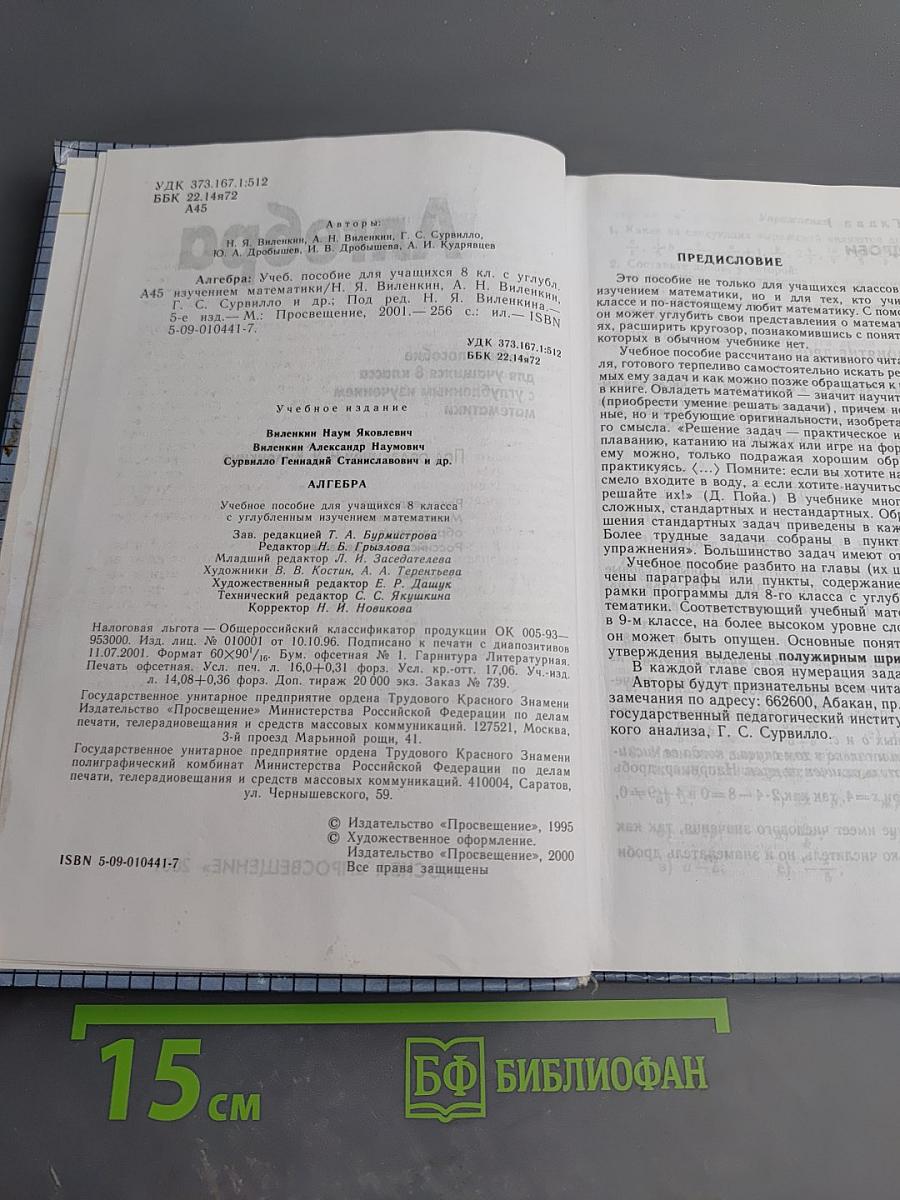 УДК 373.167.1:512
ББК 22.14я72
А45
Авторы:
Н. Я. Виленкин, А. Н. Виленкин, Г. С. Сурвилло,
Ю. А. Дробышев, И. В. Дробышева, А. И. Кудрявцев
Алгебра: Учеб. пособие для учащихся 8 кл. с углубл.
А45 изучением математики/Н. Я. Виленкин, А. Н. Виленкин,
Г. С. Сурвилло и др.; Под ред. Н. Я. Виленкина.—
5-е изд.— М.: Просвещение, 2001.— 256 с.: ил.— ISBN
5-09-010441-7.
УДК 373.167.1:512
ББК 22.14я72
Учебное издание
Виленкин Наум Яковлевич
Виленкин Александр Наумович
Сурвилло Геннадий Станиславович и др.
АЛГЕБРА
Учебное пособие для учащихся 8 класса
с углубленным изучением математики
Зав. редакцией Т. А. Бурмистрова
Редактор Н. Б. Грызлова
Младший редактор Л. И. Заседателева
Художники В. В. Костин, А. А. Терентьева
Художественный редактор Е. Р. Дащук
Технический редактор С. С. Якушкина
Корректор Н. И. Новикова
Налоговая льгота — Общероссийский классификатор продукции ОК 005-93—
953000. Изд. лиц. № 010001 от 10.10.96. Подписано к печати с диапозитивов
11.07.2001. Формат 60×90¹/₁₆. Бум. офсетная № 1. Гарнитура Литературная.
Печать офсетная. Усл. печ. л. 16,0+0,31 форз. Усл. кр.-отт. 17,06. Уч.-изд.
л. 14,08+0,36 форз. Доп. тираж 20 000 экз. Заказ № 739.
Государственное унитарное предприятие ордена Трудового Красного Знамени
Издательство «Просвещение» Министерства Российской Федерации по делам
печати, телерадиовещания и средств массовых коммуникаций. 127521, Москва,
3-й проезд Марьиной рощи, 41.
Государственное унитарное предприятие ордена Трудового Красного Знамени
полиграфический комбинат Министерства Российской Федерации по делам
печати, телерадиовещания и средств массовых коммуникаций. 410004, Саратов,
ул. Чернышевского, 59.
© Издательство «Просвещение», 1995
© Художественное оформление.
Издательство «Просвещение», 2000
Все права защищены
ISBN 5-09-010441-7
ПРЕДИСЛОВИЕ
Это пособие не только для учащихся классов
изучением математики, но и для тех, кто учи
классе и по-настоящему любит математику. С помо
он может углубить свои представления о математ
ях, расширить кругозор, познакомившись с понят
которых в обычном учебнике нет.
Учебное пособие рассчитано на активного чита
ля, готового терпеливо самостоятельно искать ре
мых ему задач и как можно позже обращаться к
в книге. Овладеть математикой — значит научит
(приобрести умение решать задачи), причем не
ные, но и требующие оригинальности, изобрета
го смысла. «Решение задач — практическое и
плаванию, катанию на лыжах или игре на фор
ему можно, только подражая хорошим обр
практикуясь. ⟨...⟩ Помните: если вы хотите на
смело входите в воду, а если хотите научитьс
решайте их!» (Д. Пойа.) В учебнике мног
сложных, стандартных и нестандартных. Обр
шения стандартных задач приведены в каж
Более трудные задачи собраны в пункт
упражнения». Большинство задач имеют от
Учебное пособие разбито на главы (их ш
чены параграфы или пункты, содержание
рамки программы для 8-го класса с углуб
тематики. Соответствующий учебный мате
в 9-м классе, на более высоком уровне сло
он может быть опущен. Основные понят
утверждения выделены полужирным шри
В каждой главе своя нумерация зада
Авторы будут признательны всем чита
замечания по адресу: 662600, Абакан, пр.
государственный педагогический институ
кого анализа, Г. С. Сурвилло.
15 см
БФ БИБЛИОФАН